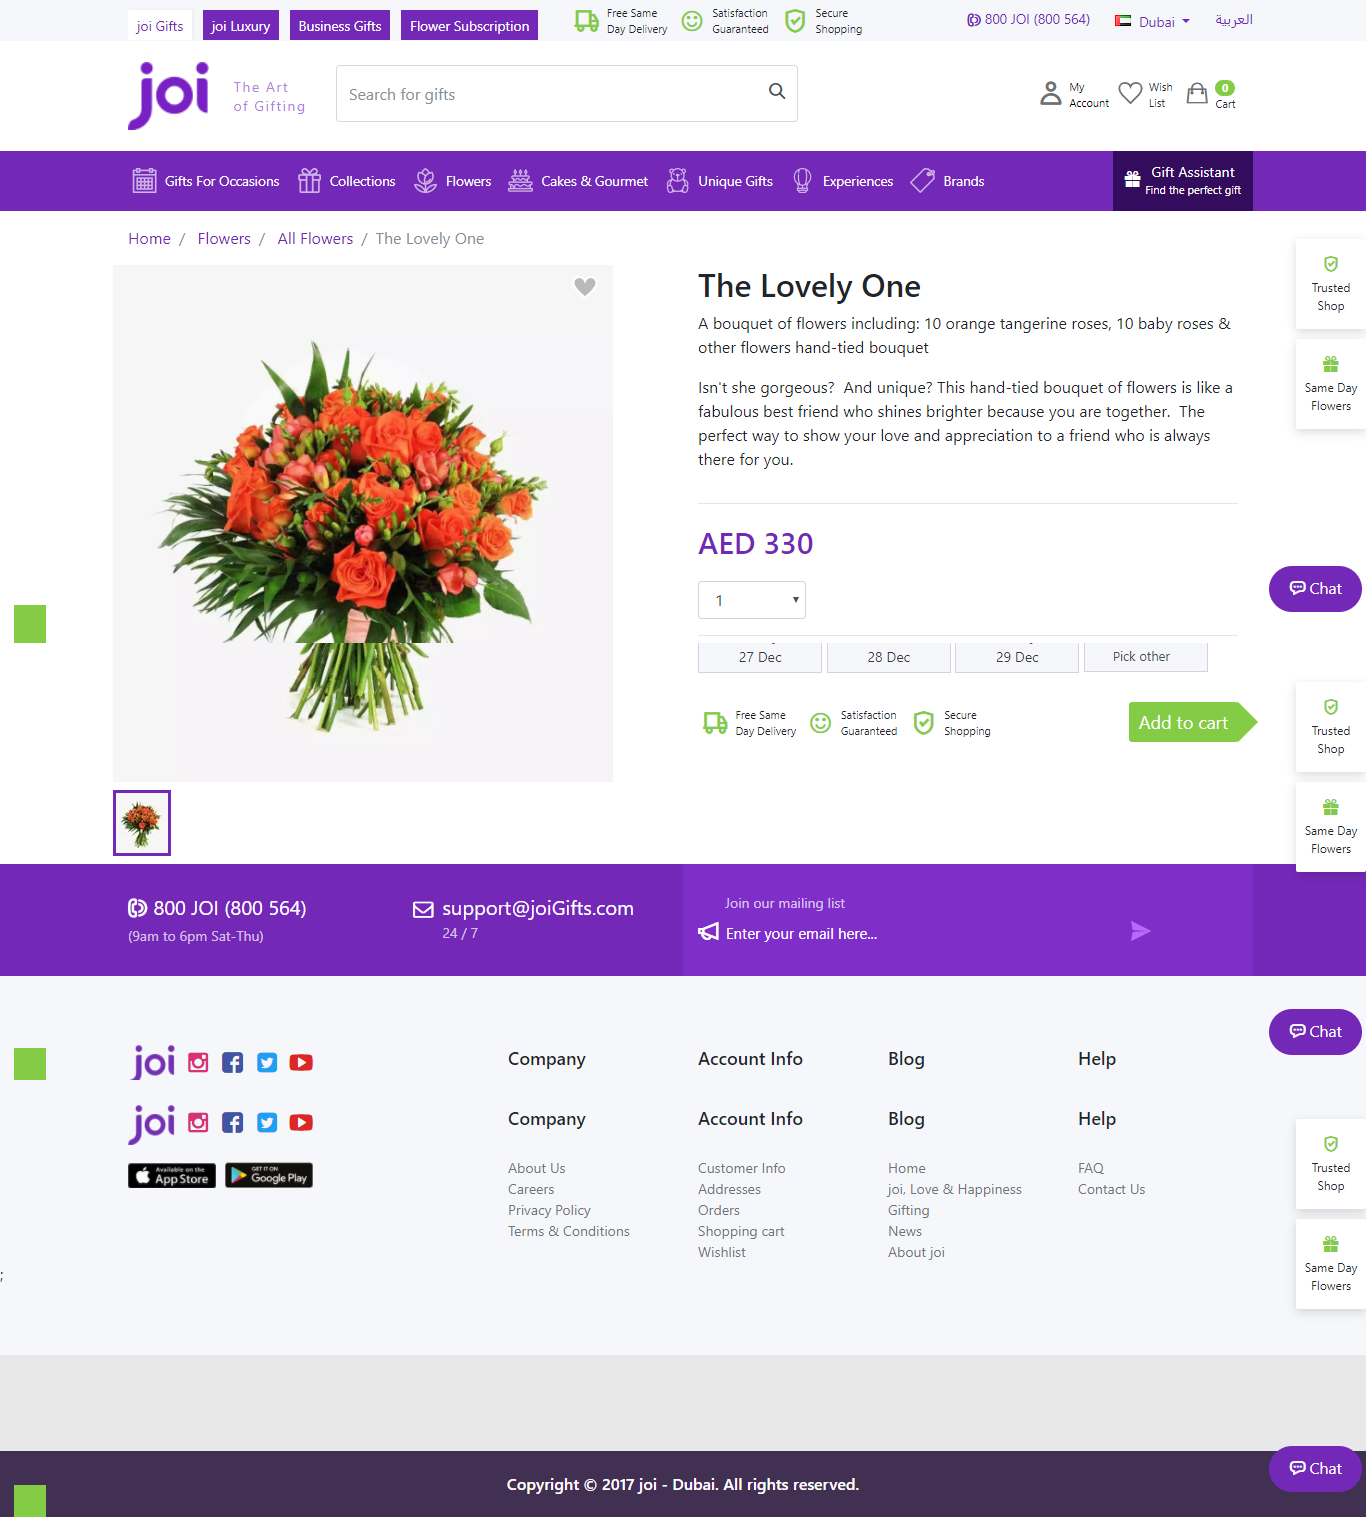 joi Gifts
joi Luxury
Business Gifts
Flower Subscription
Free Same
Day Delivery
Satisfaction
Guaranteed
Secure
Shopping
800 JOI (800 564)
Dubai
العربية
joi
The Art
of Gifting
Search for gifts
My
Account
Wish
List
0
Cart
Gifts For Occasions
Collections
Flowers
Cakes & Gourmet
Unique Gifts
Experiences
Brands
Gift Assistant
Find the perfect gift
Home / Flowers / All Flowers / The Lovely One
The Lovely One
A bouquet of flowers including: 10 orange tangerine roses, 10 baby roses &
other flowers hand-tied bouquet
Isn't she gorgeous? And unique? This hand-tied bouquet of flowers is like a
fabulous best friend who shines brighter because you are together. The
perfect way to show your love and appreciation to a friend who is always
there for you.
AED 330
1
27 Dec
28 Dec
29 Dec
Pick other
Free Same
Day Delivery
Satisfaction
Guaranteed
Secure
Shopping
Add to cart
Trusted
Shop
Same Day
Flowers
Chat
Trusted
Shop
Same Day
Flowers
800 JOI (800 564)
(9am to 6pm Sat-Thu)
support@joiGifts.com
24 / 7
Join our mailing list
Enter your email here...
Chat
joi
Company
Account Info
Blog
Help
joi
Company
Account Info
Blog
Help
Available on the
App Store
GET IT ON
Google Play
About Us
Careers
Privacy Policy
Terms & Conditions
Customer Info
Addresses
Orders
Shopping cart
Wishlist
Home
joi, Love & Happiness
Gifting
News
About joi
FAQ
Contact Us
Trusted
Shop
Same Day
Flowers
;
Chat
Copyright © 2017 joi - Dubai. All rights reserved.